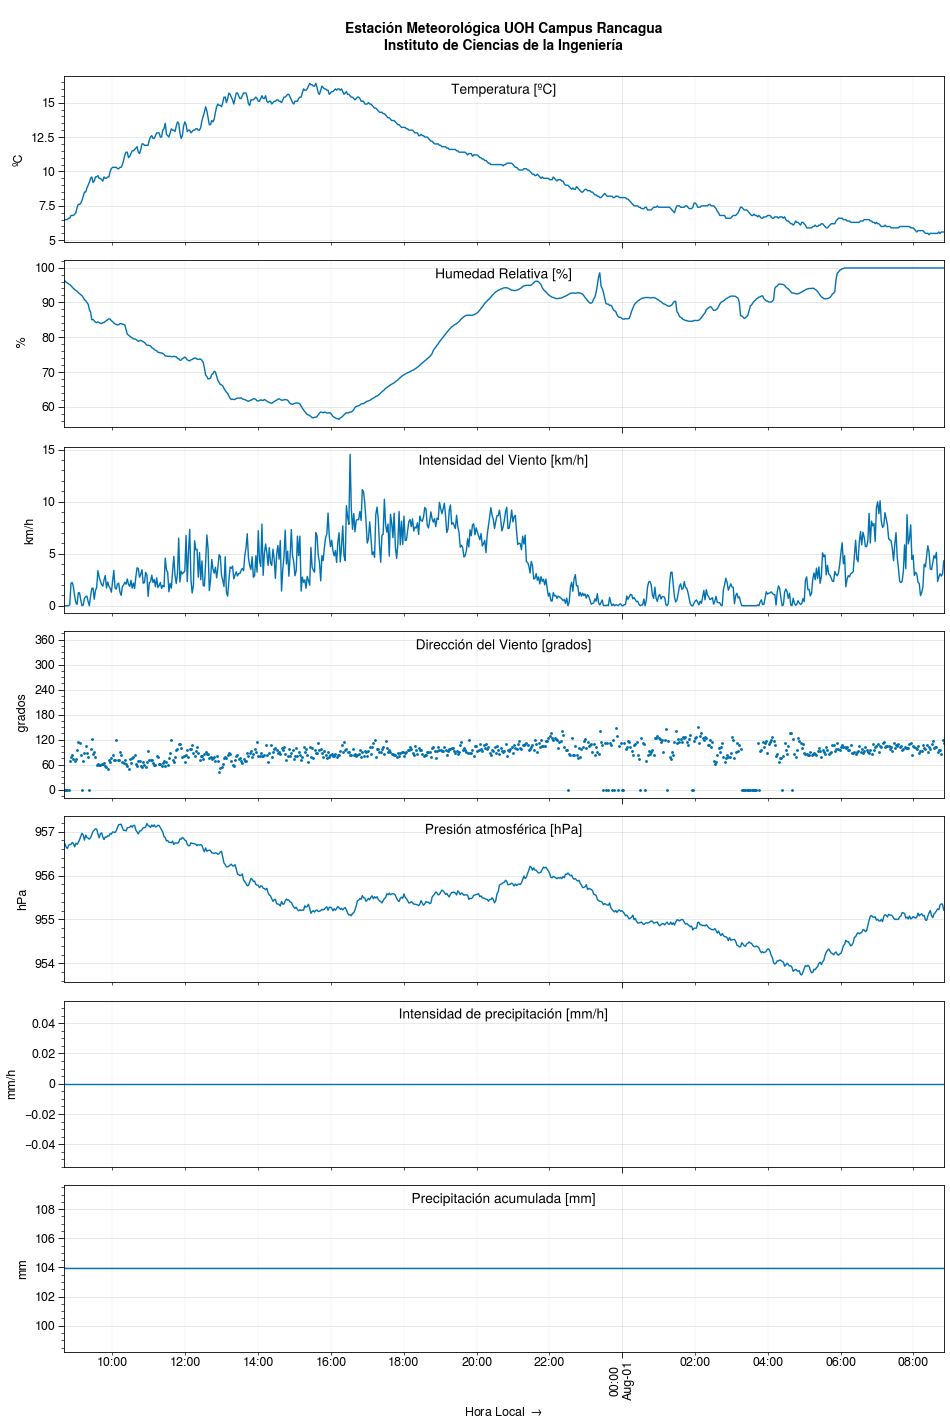 Estación Meteorológica UOH Campus Rancagua
Instituto de Ciencias de la Ingeniería
Temperatura [ºC]
ºC
15
12.5
10
7.5
5
Humedad Relativa [%]
%
100
90
80
70
60
Intensidad del Viento [km/h]
km/h
15
10
5
0
Dirección del Viento [grados]
grados
360
300
240
180
120
60
0
Presión atmosférica [hPa]
hPa
957
956
955
954
Intensidad de precipitación [mm/h]
mm/h
0.04
0.02
0
−0.02
−0.04
Precipitación acumulada [mm]
mm
108
106
104
102
100
10:00 12:00 14:00 16:00 18:00 20:00 22:00 00:00 02:00 04:00 06:00 08:00
Aug-01
Hora Local →